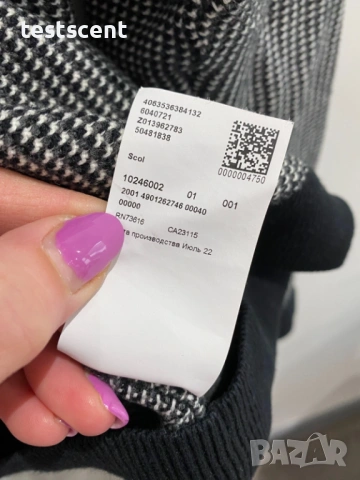 testscent
4063536384132
6040721
Z013962783
50481838
0000004750
Scol
10246002 01 001
2001 4901262746 00040
00000
RN73616 CA23115
та производства Июль 22
BAZAR